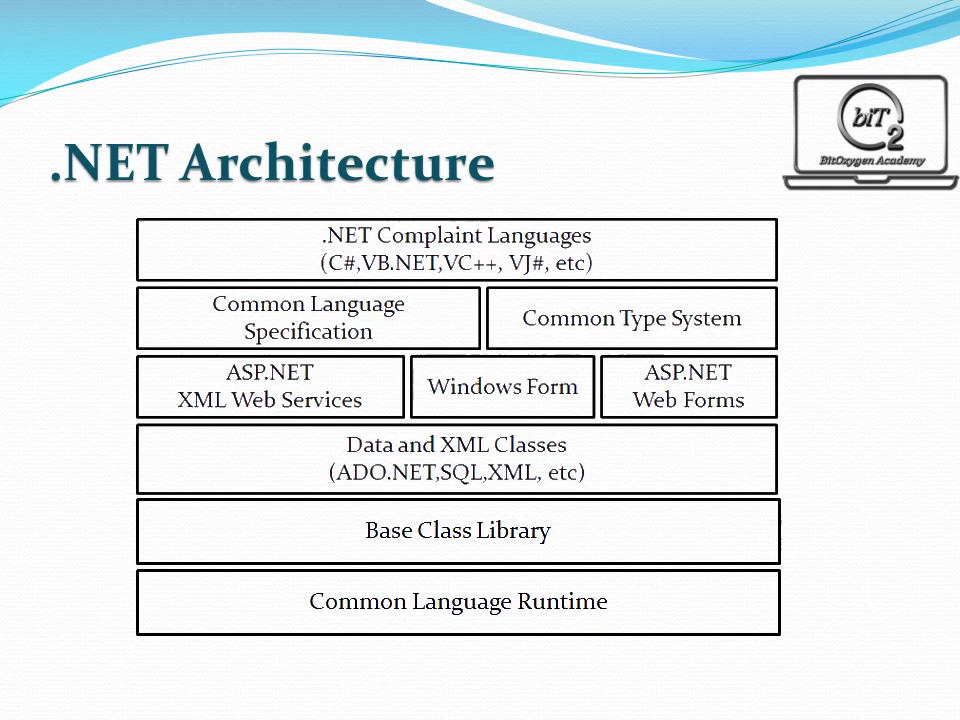 biT
2
BitOxygen Academy
.NET Architecture
.NET Complaint Languages
(C#,VB.NET,VC++, VJ#, etc)
Common Language
Specification
Common Type System
ASP.NET
XML Web Services
Windows Form
ASP.NET
Web Forms
Data and XML Classes
(ADO.NET,SQL,XML, etc)
Base Class Library
Common Language Runtime